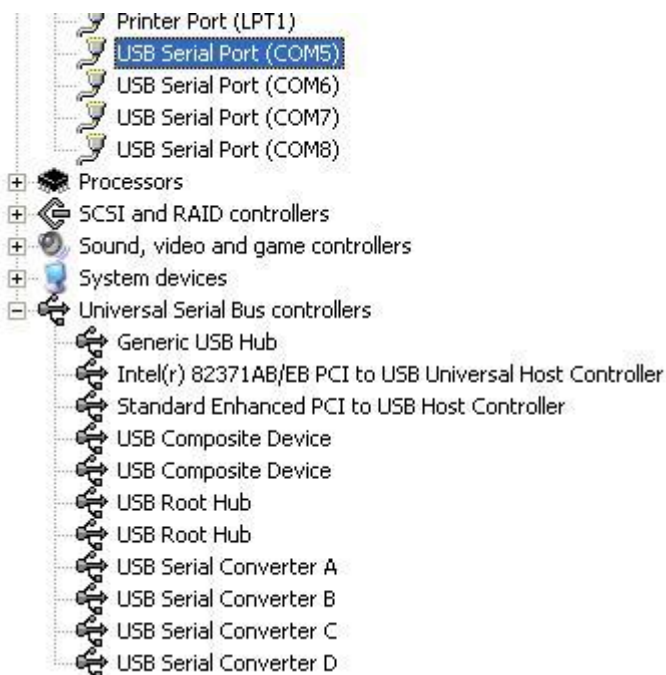 Printer Port (LPT1)
USB Serial Port (COM5)
USB Serial Port (COM6)
USB Serial Port (COM7)
USB Serial Port (COM8)
Processors
SCSI and RAID controllers
Sound, video and game controllers
System devices
Universal Serial Bus controllers
Generic USB Hub
Intel(r) 82371AB/EB PCI to USB Universal Host Controller
Standard Enhanced PCI to USB Host Controller
USB Composite Device
USB Composite Device
USB Root Hub
USB Root Hub
USB Serial Converter A
USB Serial Converter B
USB Serial Converter C
USB Serial Converter D